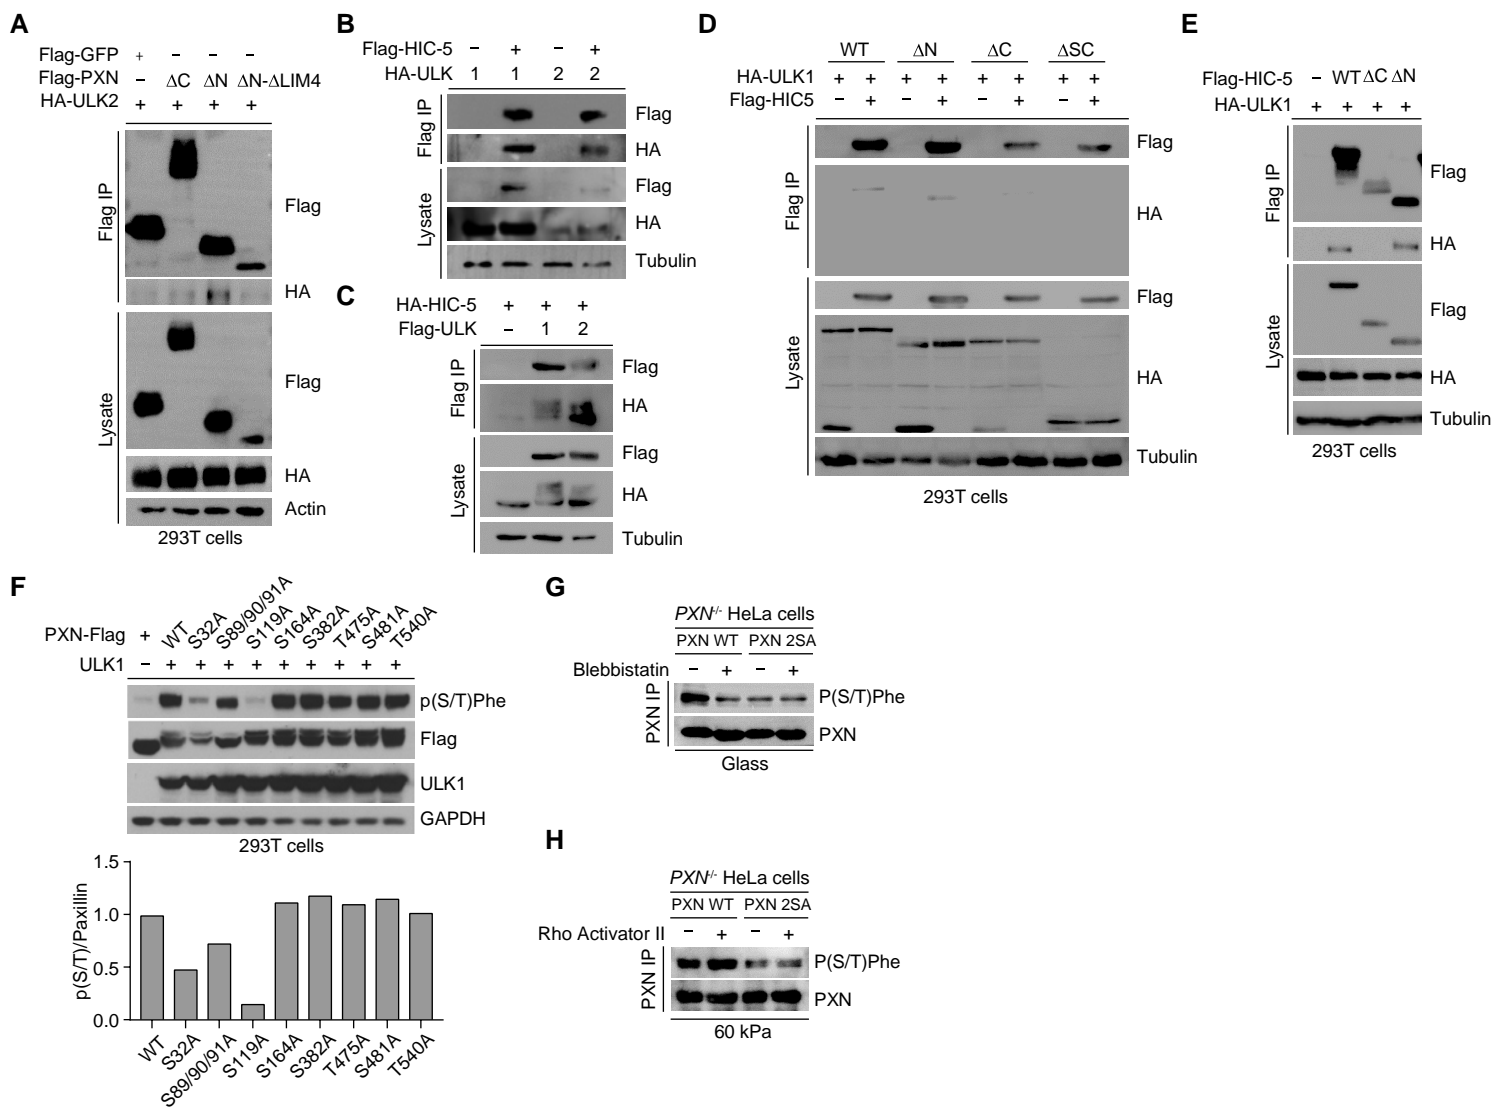 A
Flag-GFP + – – –
Flag-PXN – ΔC ΔN ΔN-ΔLIM4
HA-ULK2 + + + +
Flag IP
Flag
HA
Lysate
Flag
HA
Actin
293T cells
B
Flag-HIC-5 – + – +
HA-ULK 1 1 2 2
Flag IP
Flag
HA
Lysate
Flag
HA
Tubulin
C
HA-HIC-5 + + +
Flag-ULK – 1 2
Flag IP
Flag
HA
Lysate
Flag
HA
Tubulin
D
WT ΔN ΔC ΔSC
HA-ULK1 + + + + + + + +
Flag-HIC5 – + – + – + – +
Flag IP
Flag
HA
Lysate
Flag
HA
Tubulin
293T cells
E
Flag-HIC-5 – WT ΔC ΔN
HA-ULK1 + + + +
Flag IP
Flag
HA
Lysate
Flag
HA
Tubulin
293T cells
F
PXN-Flag + WT S32A S89/90/91A S119A S164A S382A T475A S481A T540A
ULK1 – + + + + + + + + +
p(S/T)Phe
Flag
ULK1
GAPDH
293T cells
p(S/T)/Paxillin
1.5
1.0
0.5
0.0
WT S32A S89/90/91A S119A S164A S382A T475A S481A T540A
G
PXN-/- HeLa cells
PXN WT PXN 2SA
Blebbistatin – + – +
PXN IP
P(S/T)Phe
PXN
Glass
H
PXN-/- HeLa cells
PXN WT PXN 2SA
Rho Activator II – + – +
PXN IP
P(S/T)Phe
PXN
60 kPa